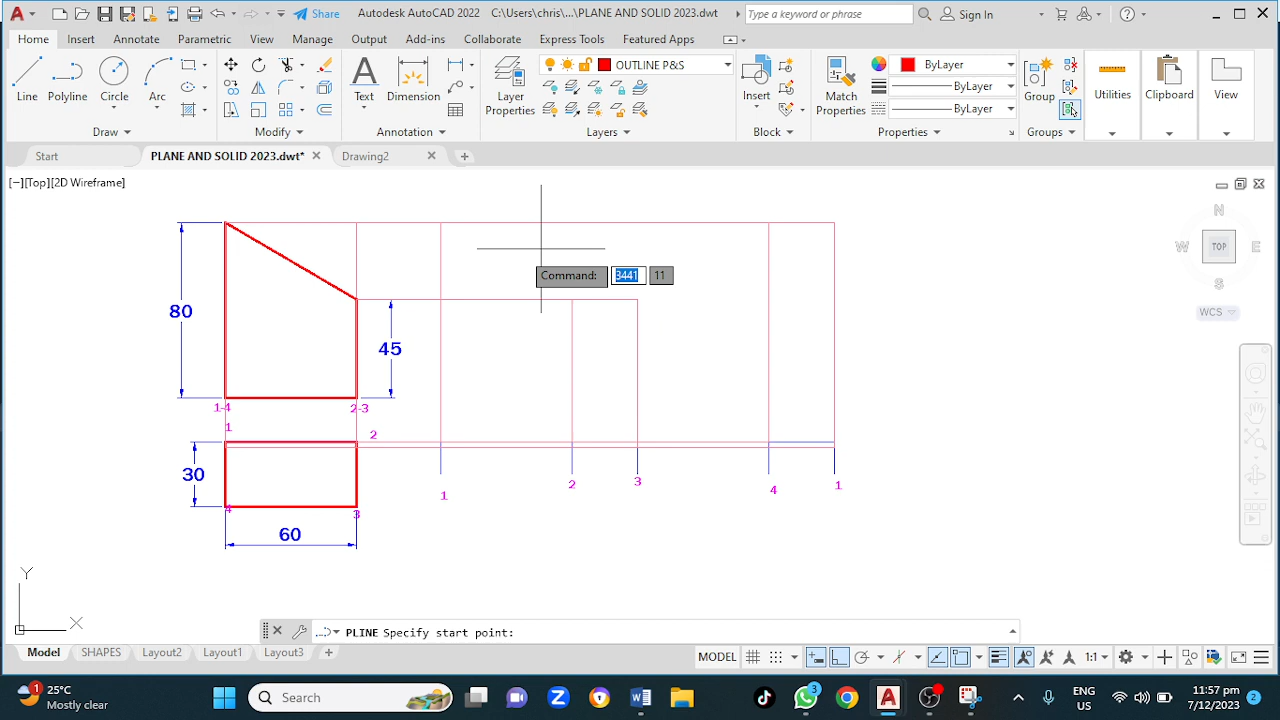 Share
Autodesk AutoCAD 2022 C:\Users\chris\...\PLANE AND SOLID 2023.dwt
Type a keyword or phrase
Sign In
Home Insert Annotate Parametric View Manage Output Add-ins Collaborate Express Tools Featured Apps
OUTLINE P&S
ByLayer
ByLayer
ByLayer
Line Polyline Circle Arc
Text Dimension
Layer Properties
Insert
Match Properties
Group
Utilities Clipboard View
Draw Modify Annotation Layers Block Properties Groups
Start PLANE AND SOLID 2023.dwt* Drawing2
[−][Top][2D Wireframe]
N
W TOP E
S
WCS
Command: 3441 11
80
45
1-4 2-3
1 2
30
4 3
1 2 3 4 1
60
Y
X
PLINE Specify start point:
Model SHAPES Layout2 Layout1 Layout3
MODEL 1:1
1
25°C
Mostly clear
Search
3
ENG
US
11:57 pm
7/12/2023
2